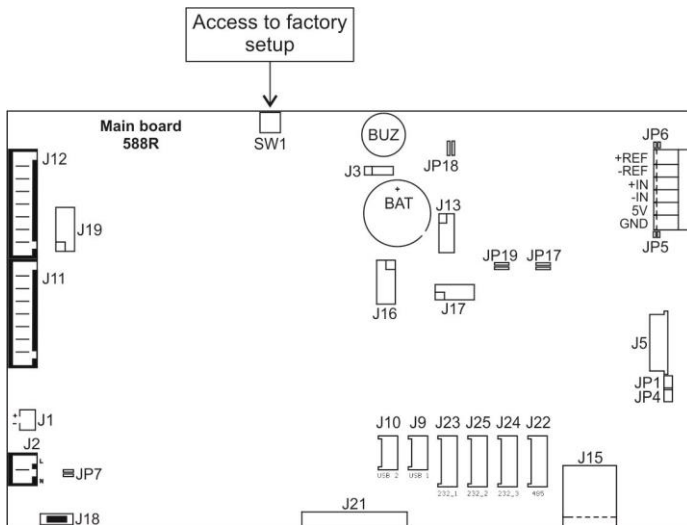 Access to factory
setup
Main board
588R
SW1
BUZ
JP18
J3
BAT
+
J13
J12
J19
J11
JP6
+REF
-REF
+IN
-IN
5V
GND
JP5
JP19
JP17
J16
J17
J5
JP1
JP4
+
-
J1
J2
L
N
JP7
J18
J10
J9
J23
J25
J24
J22
USB 2
USB 1
232_1
232_2
232_3
485
J15
J21